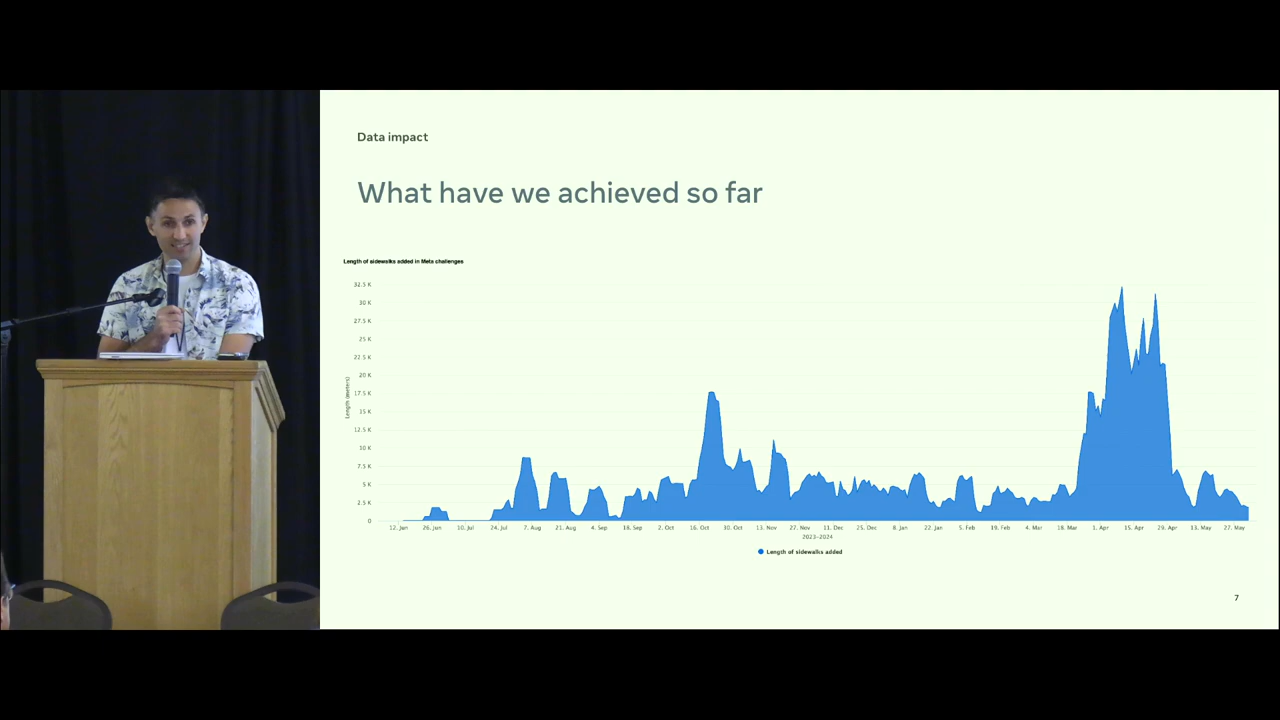 Data impact
What have we achieved so far
Length of sidewalks added in Meta challenges
32.5 K
30 K
27.5 K
25 K
22.5 K
20 K
17.5 K
15 K
12.5 K
10 K
7.5 K
5 K
2.5 K
0
Length (meters)
12. Jun 26. Jun 10. Jul 24. Jul 7. Aug 21. Aug 4. Sep 18. Sep 2. Oct 16. Oct 30. Oct 13. Nov 27. Nov 11. Dec 25. Dec 8. Jan 22. Jan 5. Feb 19. Feb 4. Mar 18. Mar 1. Apr 15. Apr 29. Apr 13. May 27. May
2023–2024
Length of sidewalks added
7